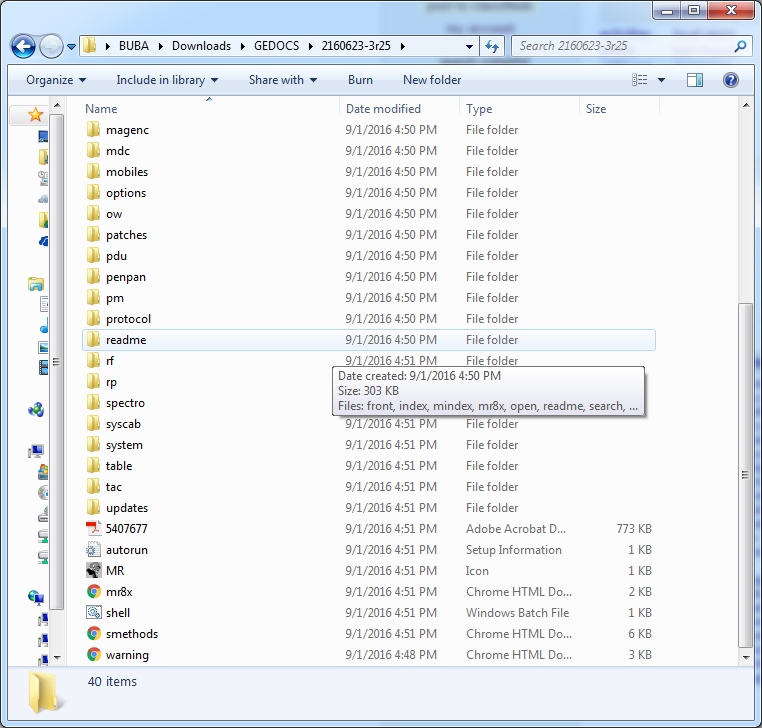 post to classifieds
my account
BUBA Downloads GEDOCS 2160623-3r25
Search 2160623-3r25
Organize Include in library Share with Burn New folder
Name Date modified Type Size
magenc 9/1/2016 4:50 PM File folder
mdc 9/1/2016 4:50 PM File folder
mobiles 9/1/2016 4:50 PM File folder
options 9/1/2016 4:50 PM File folder
ow 9/1/2016 4:50 PM File folder
patches 9/1/2016 4:50 PM File folder
pdu 9/1/2016 4:50 PM File folder
penpan 9/1/2016 4:50 PM File folder
pm 9/1/2016 4:50 PM File folder
protocol 9/1/2016 4:50 PM File folder
readme 9/1/2016 4:50 PM File folder
rf 9/1/2016 4:51 PM File folder
rp
Date created: 9/1/2016 4:50 PM
Size: 303 KB
Files: front, index, mindex, mr8x, open, readme, search, ...
spectro
syscab 9/1/2016 4:51 PM File folder
system 9/1/2016 4:51 PM File folder
table 9/1/2016 4:51 PM File folder
tac 9/1/2016 4:51 PM File folder
updates 9/1/2016 4:51 PM File folder
5407677 9/1/2016 4:51 PM Adobe Acrobat D... 773 KB
autorun 9/1/2016 4:51 PM Setup Information 1 KB
MR 9/1/2016 4:51 PM Icon 1 KB
mr8x 9/1/2016 4:51 PM Chrome HTML Do... 2 KB
shell 9/1/2016 4:51 PM Windows Batch File 1 KB
smethods 9/1/2016 4:51 PM Chrome HTML Do... 6 KB
warning 9/1/2016 4:48 PM Chrome HTML Do... 3 KB
40 items